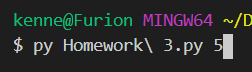 kenne@Furion MINGW64 ~/D
$ py Homework\ 3.py 5